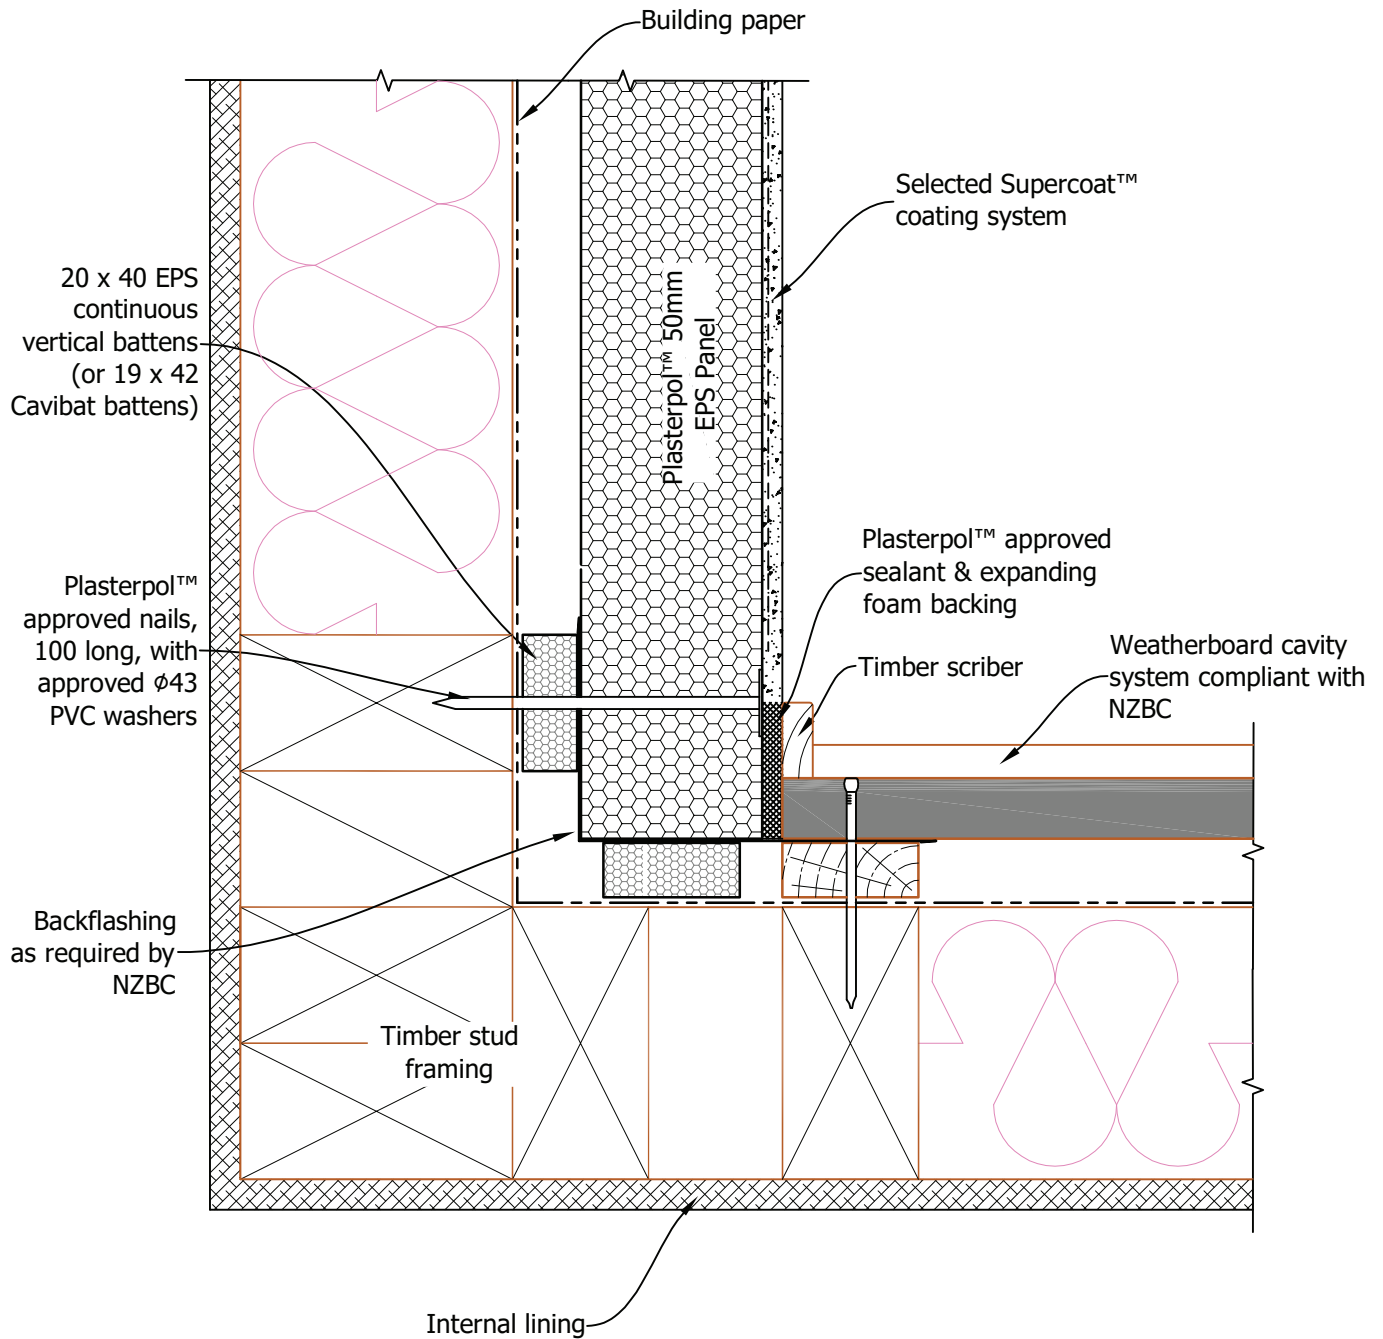 Building paper
Selected Supercoat™
coating system
20 x 40 EPS
continuous
vertical battens
(or 19 x 42
Cavibat battens)
Plasterpol™ 50mm
EPS Panel
Plasterpol™ approved
sealant & expanding
foam backing
Plasterpol™
approved nails,
100 long, with
approved ϕ43
PVC washers
Timber scriber
Weatherboard cavity
system compliant with
NZBC
Backflashing
as required by
NZBC
Timber stud
framing
Internal lining